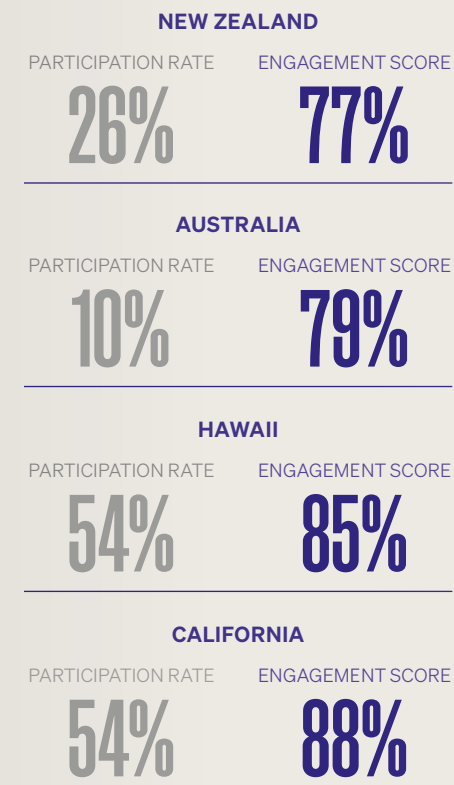 NEW ZEALAND
PARTICIPATION RATE ENGAGEMENT SCORE
26% 77%
AUSTRALIA
PARTICIPATION RATE ENGAGEMENT SCORE
10% 79%
HAWAII
PARTICIPATION RATE ENGAGEMENT SCORE
54% 85%
CALIFORNIA
PARTICIPATION RATE ENGAGEMENT SCORE
54% 88%